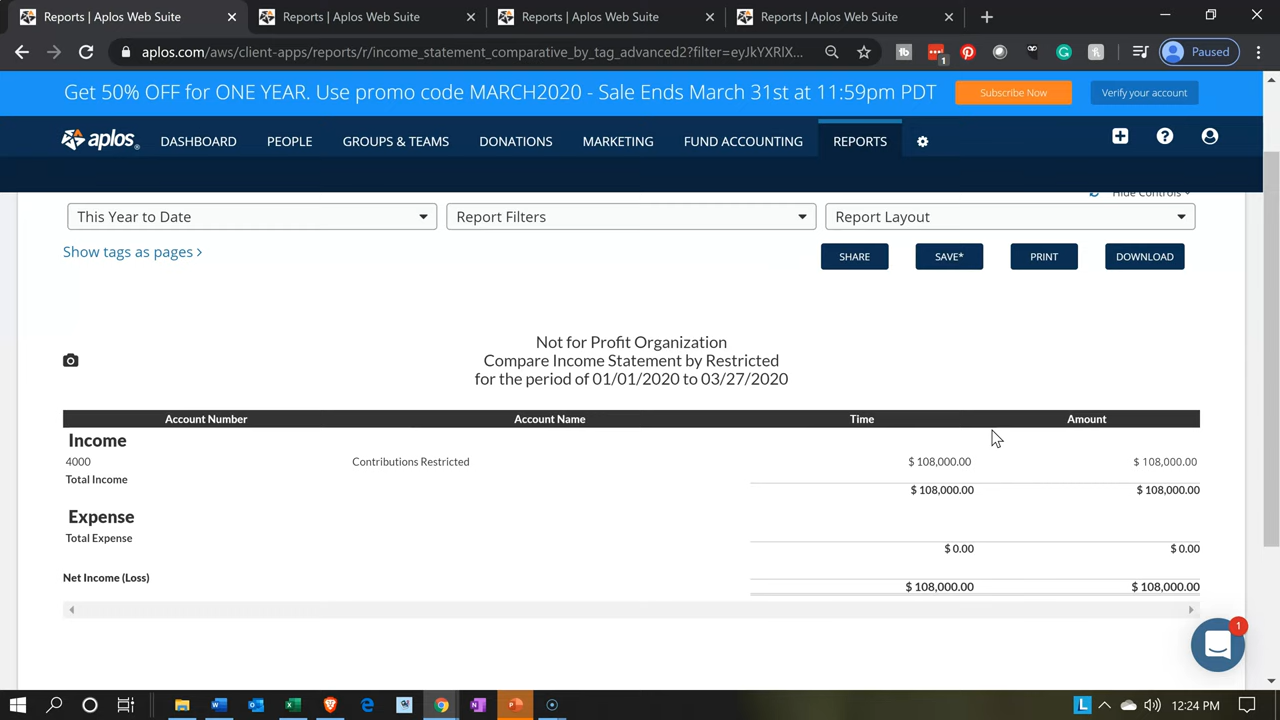 Reports | Aplos Web Suite
Reports | Aplos Web Suite
Reports | Aplos Web Suite
Reports | Aplos Web Suite
aplos.com/aws/client-apps/reports/r/income_statement_comparative_by_tag_advanced2?filter=eyJkYXRlX...
1
Paused
Get 50% OFF for ONE YEAR. Use promo code MARCH2020 - Sale Ends March 31st at 11:59pm PDT
Subscribe Now
Verify your account
aplos
DASHBOARD
PEOPLE
GROUPS & TEAMS
DONATIONS
MARKETING
FUND ACCOUNTING
REPORTS
Hide Controls
This Year to Date
Report Filters
Report Layout
Show tags as pages >
SHARE
SAVE*
PRINT
DOWNLOAD
Not for Profit Organization
Compare Income Statement by Restricted
for the period of 01/01/2020 to 03/27/2020
Account Number Account Name Time Amount
Income
4000 Contributions Restricted $ 108,000.00 $ 108,000.00
Total Income
$ 108,000.00 $ 108,000.00
Expense
Total Expense
$ 0.00 $ 0.00
Net Income (Loss)
$ 108,000.00 $ 108,000.00
1
12:24 PM